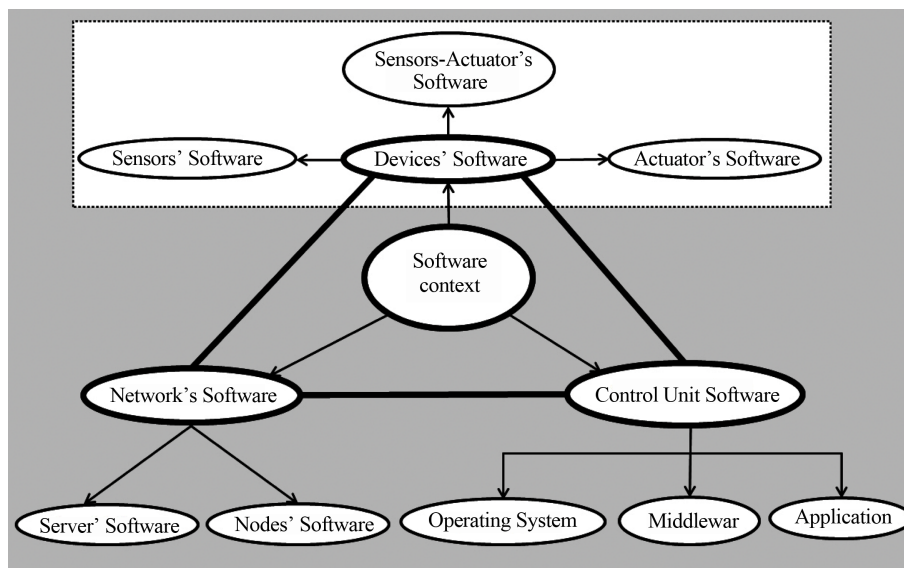 Sensors-Actuator's
Software
Sensors' Software
Devices' Software
Actuator's Software
Software
context
Network's Software
Control Unit Software
Server' Software
Nodes' Software
Operating System
Middlewar
Application